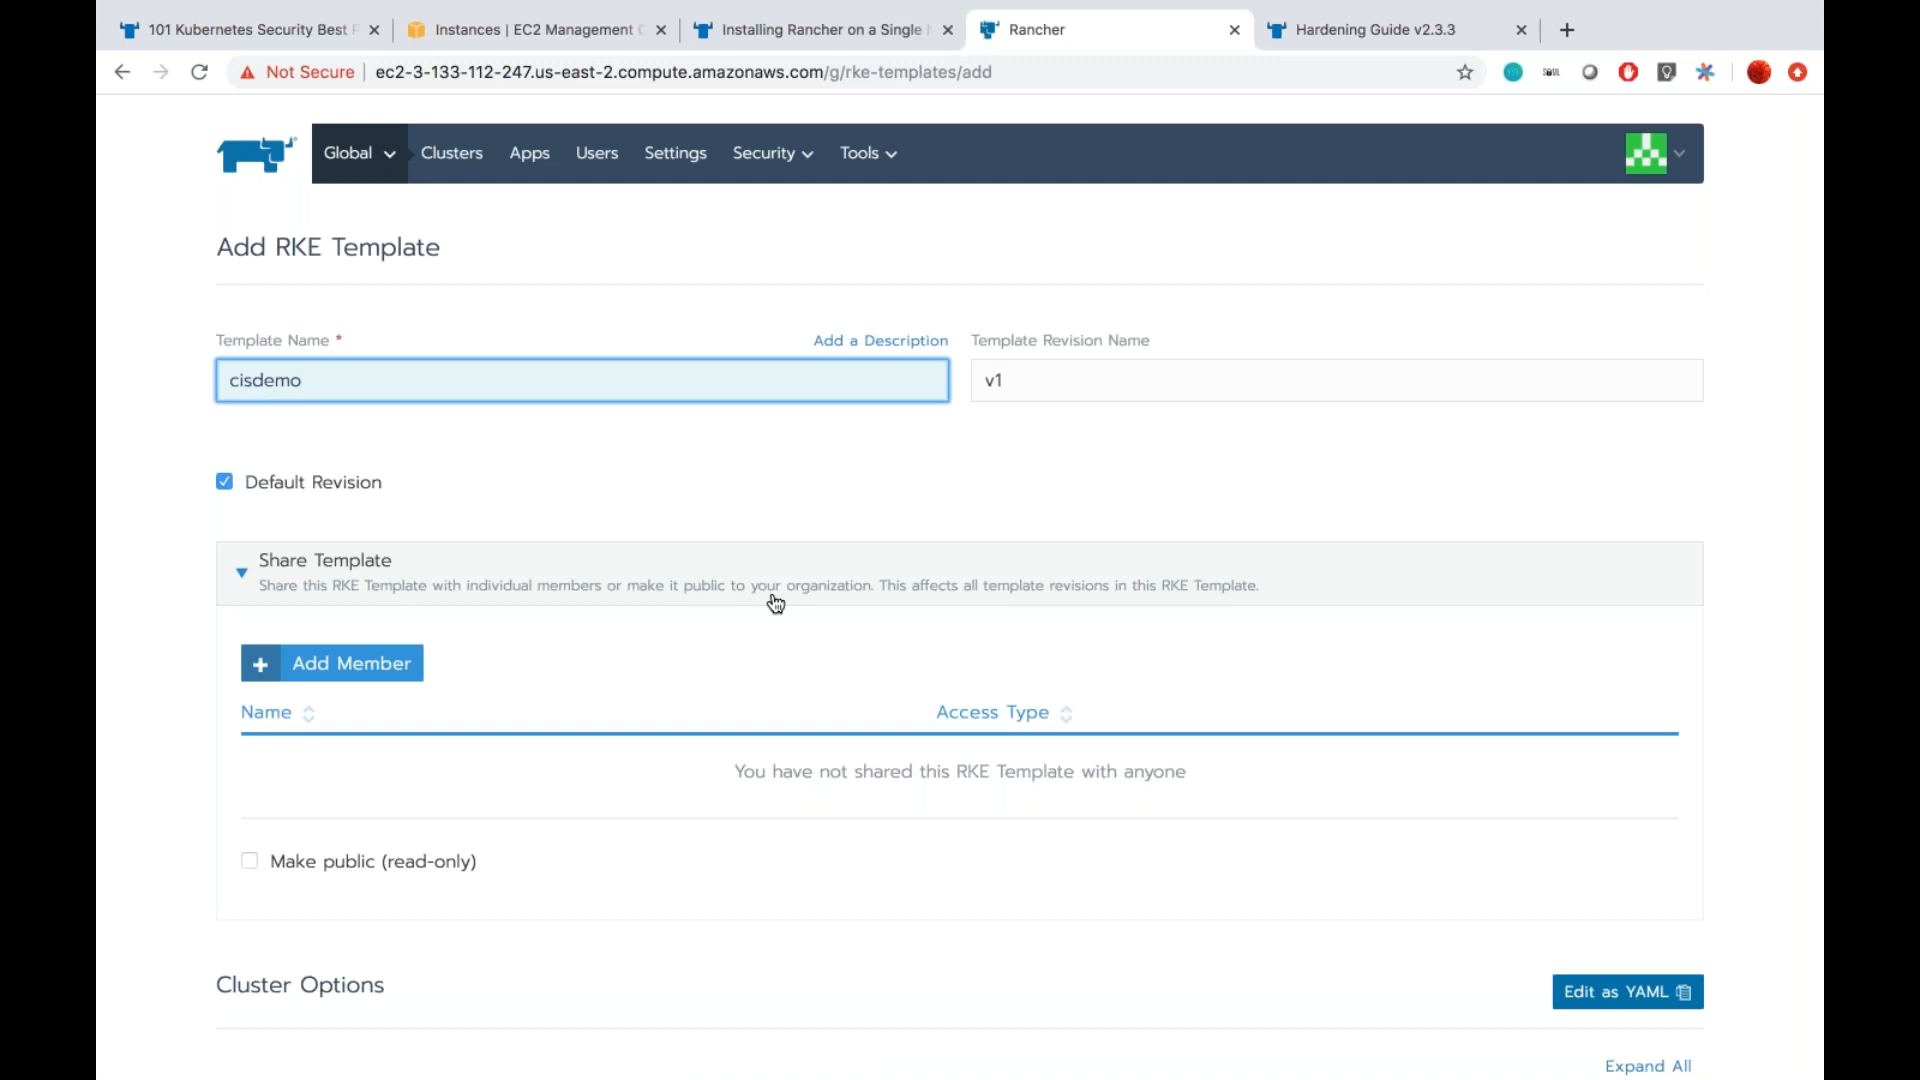 101 Kubernetes Security Best
Instances | EC2 Management
Installing Rancher on a Single
Rancher
Hardening Guide v2.3.3
Not Secure
ec2-3-133-112-247.us-east-2.compute.amazonaws.com/g/rke-templates/add
Global Clusters Apps Users Settings Security Tools
Add RKE Template
Template Name *
Add a Description
Template Revision Name
cisdemo
v1
Default Revision
Share Template
Share this RKE Template with individual members or make it public to your organization. This affects all template revisions in this RKE Template.
+ Add Member
Name
Access Type
You have not shared this RKE Template with anyone
Make public (read-only)
Cluster Options
Edit as YAML
Expand All